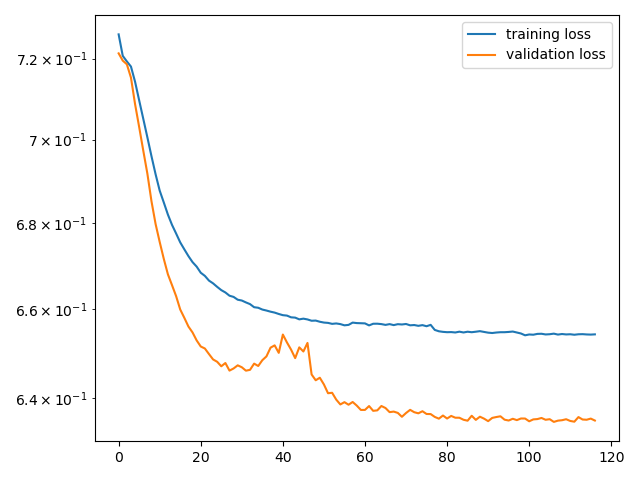 training loss
validation loss
7.2 × 10⁻¹
7 × 10⁻¹
6.8 × 10⁻¹
6.6 × 10⁻¹
6.4 × 10⁻¹
0 20 40 60 80 100 120